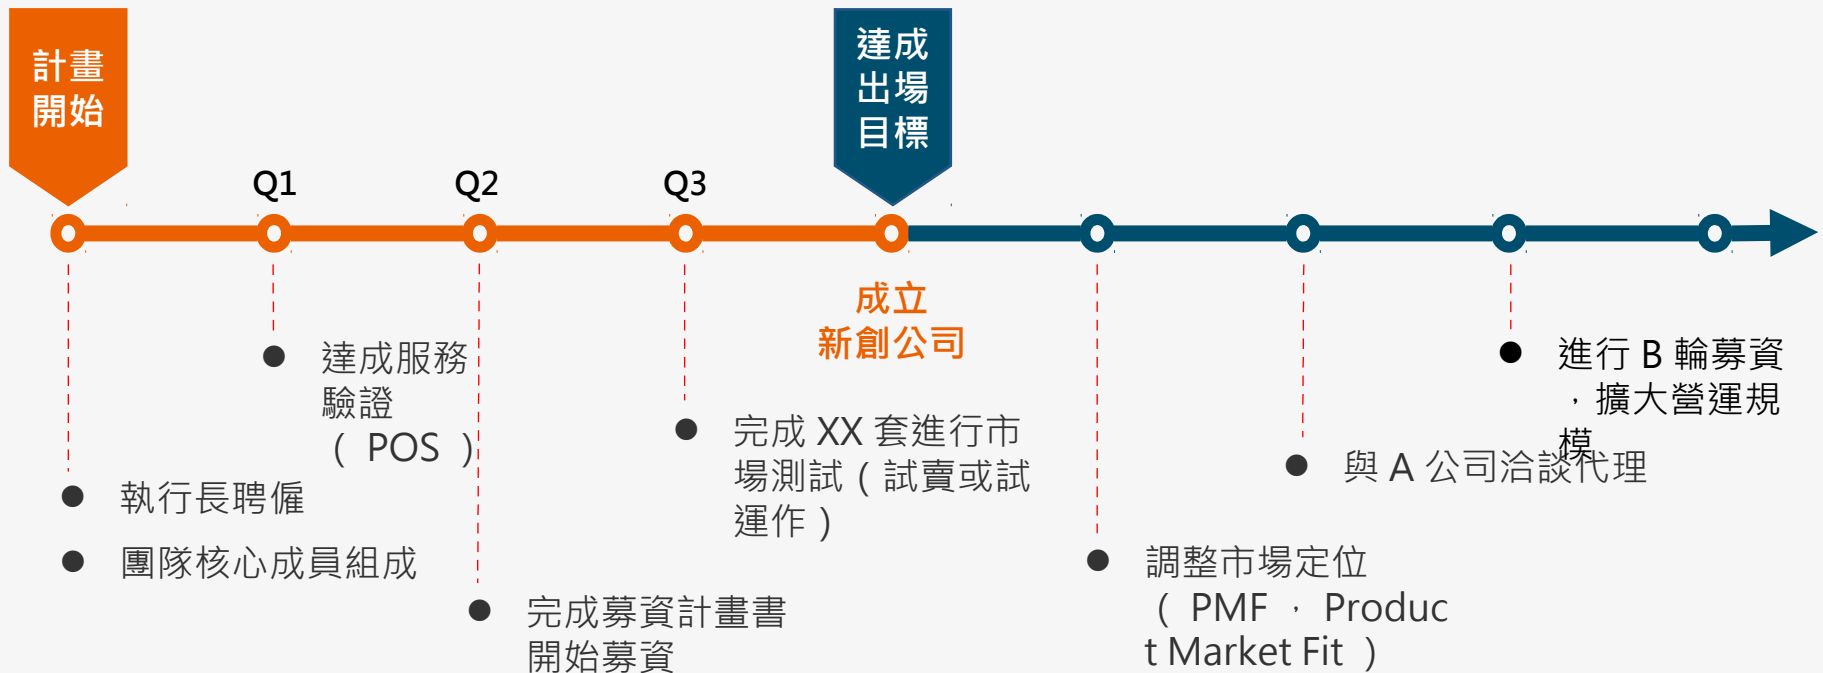 計畫
開始
達成
出場
目標
Q1
Q2
Q3
成立
新創公司
執行長聘僱
團隊核心成員組成
達成服務
驗證
（ POS ）
完成募資計畫書
開始募資
完成 XX 套進行市
場測試（試賣或試
運作）
調整市場定位
（ PMF ， Produc
t Market Fit ）
與 A 公司洽談代理
進行 B 輪募資
，擴大營運規
模